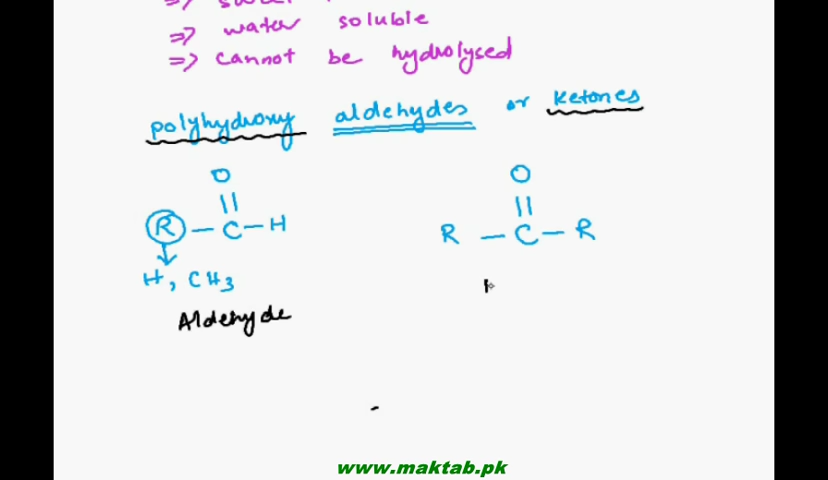 => water soluble
=> cannot be hydrolysed
polyhydroxy aldehydes or ketones
O O
|| ||
R — C — H R — C — R
H, CH3
Aldehyde
www.maktab.pk